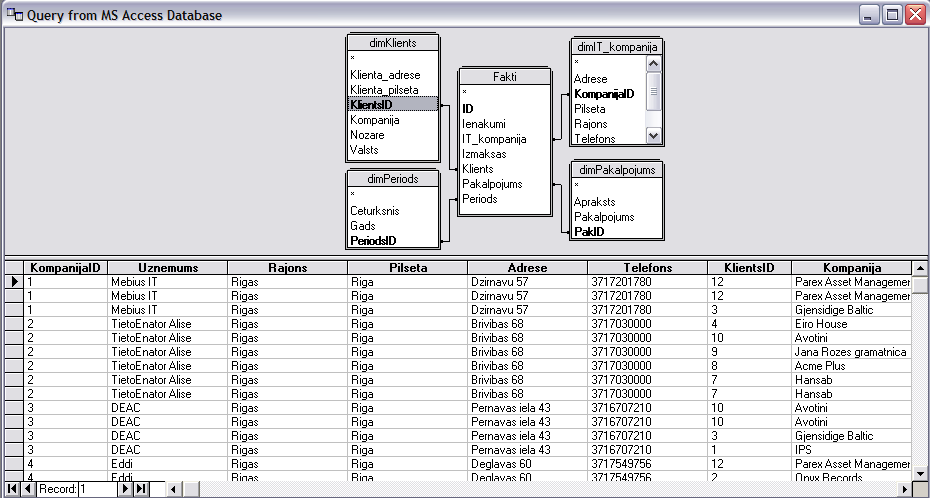 Query from MS Access Database
dimKlients
*
Klienta_adrese
Klienta_pilseta
KlientsID
Kompanija
Nozare
Valsts
dimPeriods
*
Ceturksnis
Gads
PeriodsID
Fakti
*
ID
Ienakumi
IT_kompanija
Izmaksas
Klients
Pakalpojums
Periods
dimIT_kompanija
*
Adrese
KompanijaID
Pilseta
Rajons
Telefons
dimPakalpojums
*
Apraksts
Pakalpojums
PakID
KompanijaID Uznemums Rajons Pilseta Adrese Telefons KlientsID Kompanija
1 Mebius IT Rigas Riga Dzirnavu 57 3717201780 12 Parex Asset Managemer
1 Mebius IT Rigas Riga Dzirnavu 57 3717201780 12 Parex Asset Managemer
1 Mebius IT Rigas Riga Dzirnavu 57 3717201780 3 Gjensidige Baltic
2 TietoEnator Alise Rigas Riga Brivibas 68 3717030000 4 Eiro House
2 TietoEnator Alise Rigas Riga Brivibas 68 3717030000 10 Avotini
2 TietoEnator Alise Rigas Riga Brivibas 68 3717030000 9 Jana Rozes gramatnica
2 TietoEnator Alise Rigas Riga Brivibas 68 3717030000 8 Acme Plus
2 TietoEnator Alise Rigas Riga Brivibas 68 3717030000 7 Hansab
2 TietoEnator Alise Rigas Riga Brivibas 68 3717030000 7 Hansab
3 DEAC Rigas Riga Pernavas iela 43 3716707210 10 Avotini
3 DEAC Rigas Riga Pernavas iela 43 3716707210 10 Avotini
3 DEAC Rigas Riga Pernavas iela 43 3716707210 3 Gjensidige Baltic
3 DEAC Rigas Riga Pernavas iela 43 3716707210 1 IPS
4 Eddi Rigas Riga Deglavas 60 3717549756 12 Parex Asset Managemer
4 Eddi Rigas Riga Deglavas 60 3717549756 2 Onyx Records
Record: 1